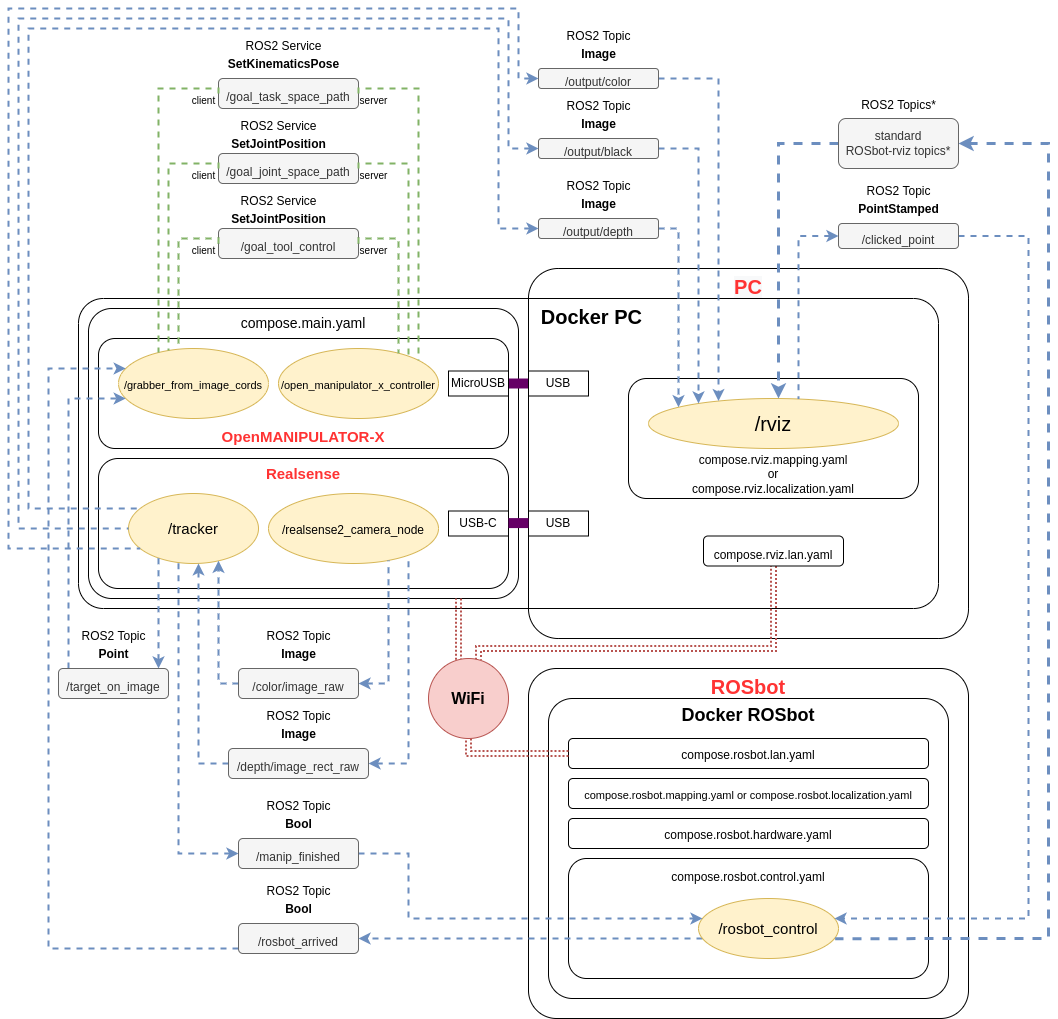 ROS2 Service
SetKinematicsPose
client
/goal_task_space_path
server
ROS2 Service
SetJointPosition
client
/goal_joint_space_path
server
ROS2 Service
SetJointPosition
client
/goal_tool_control
server
ROS2 Topic
Image
/output/color
ROS2 Topic
Image
/output/black
ROS2 Topic
Image
/output/depth
ROS2 Topics*
standard
ROSbot-rviz topics*
ROS2 Topic
PointStamped
/clicked_point
PC
Docker PC
compose.main.yaml
/grabber_from_image_cords
/open_manipulator_x_controller
MicroUSB
USB
OpenMANIPULATOR-X
Realsense
/tracker
/realsense2_camera_node
USB-C
USB
/rviz
compose.rviz.mapping.yaml
or
compose.rviz.localization.yaml
compose.rviz.lan.yaml
ROS2 Topic
Point
/target_on_image
ROS2 Topic
Image
/color/image_raw
ROS2 Topic
Image
/depth/image_rect_raw
ROS2 Topic
Bool
/manip_finished
ROS2 Topic
Bool
/rosbot_arrived
WiFi
ROSbot
Docker ROSbot
compose.rosbot.lan.yaml
compose.rosbot.mapping.yaml or compose.rosbot.localization.yaml
compose.rosbot.hardware.yaml
compose.rosbot.control.yaml
/rosbot_control